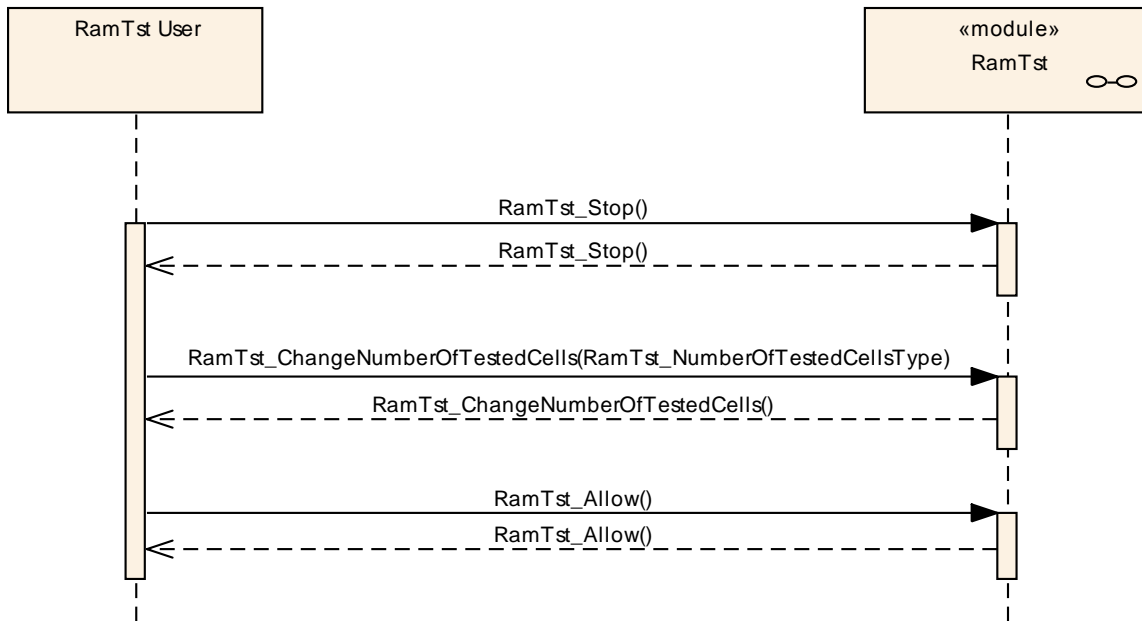 RamTst User
«module»
RamTst
RamTst_Stop()
RamTst_Stop()
RamTst_ChangeNumberOfTestedCells(RamTst_NumberOfTestedCellsType)
RamTst_ChangeNumberOfTestedCells()
RamTst_Allow()
RamTst_Allow()